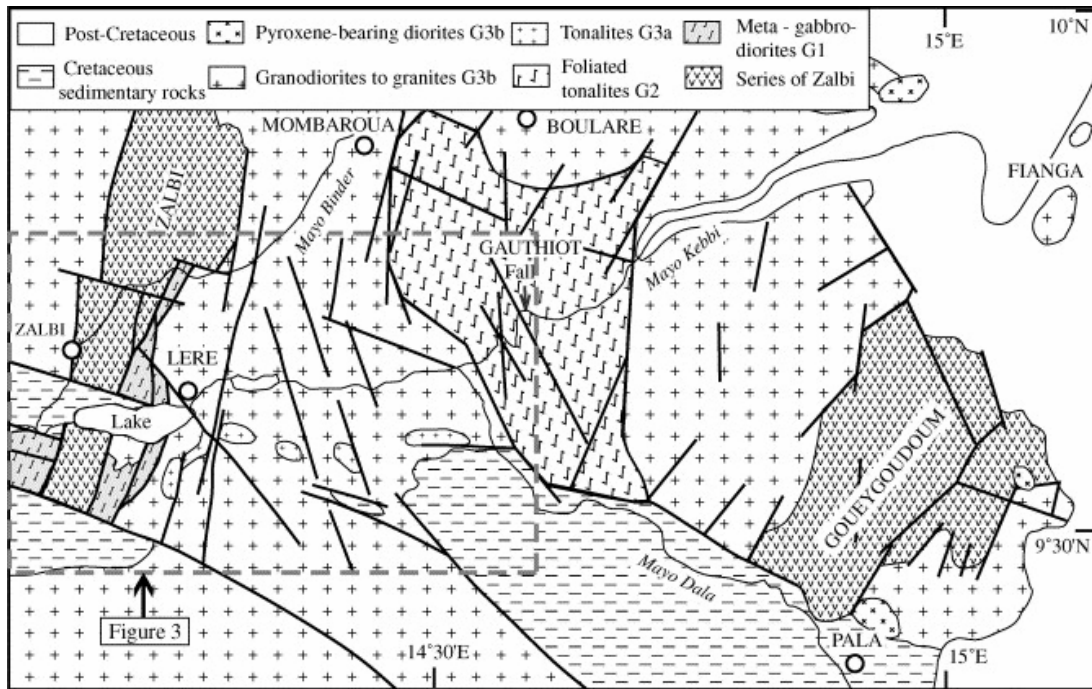 15°E
10°N
Post-Cretaceous
Pyroxene-bearing diorites G3b
Tonalites G3a
Meta - gabbro-
diorites G1
Cretaceous
sedimentary rocks
Granodiorites to granites G3b
Foliated
tonalites G2
Series of Zalbi
MOMBAROUA
BOULARE
FIANGA
ZALBI
Mayo Binder
GAUTHIOT
Fall
Mayo Kebbi
ZALBI
LERE
Lake
GOUEYGOUDOUM
9°30'N
Mayo Dala
Figure 3
14°30'E
PALA
15°E